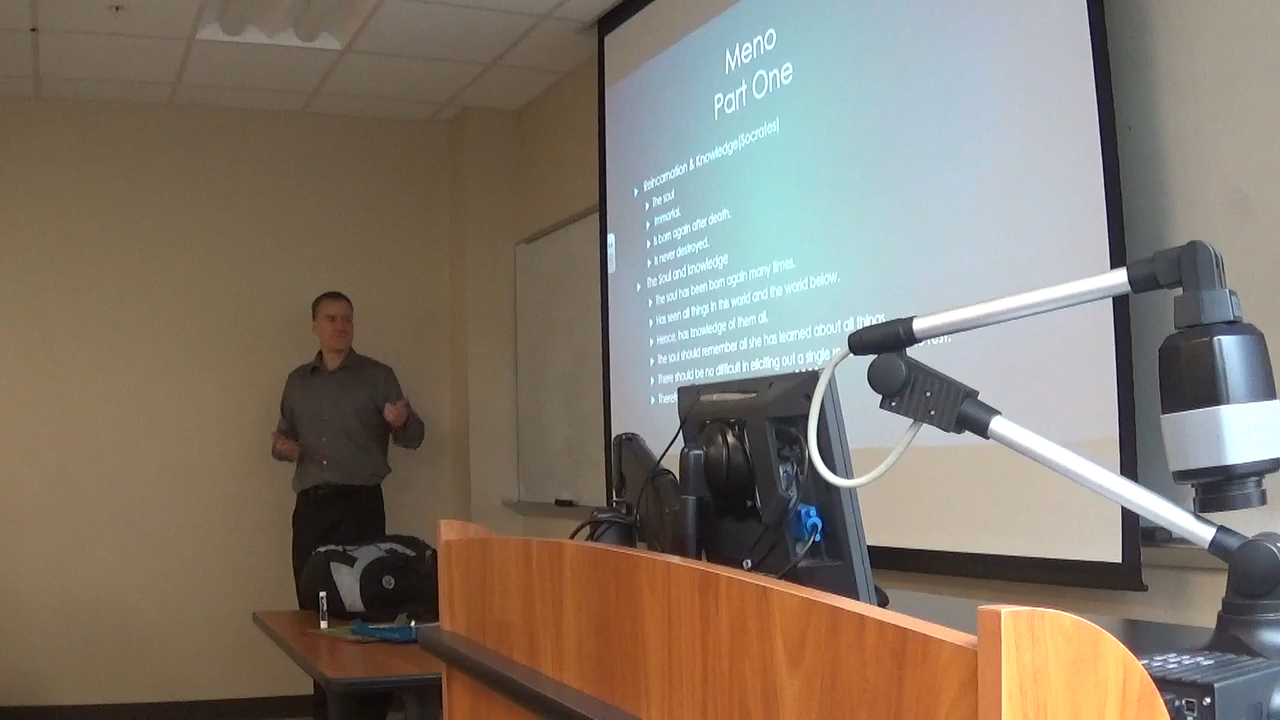 Meno
Part One
Reincarnation & Knowledge(Socrates)
The soul
Immortal.
Is born again after death.
Is never destroyed.
The Soul and knowledge
The soul has been born again many times.
Has seen all things in this world and the world below.
Hence, has knowledge of them all.
The soul should remember all she has learned about all things.
There should be no difficult in eliciting out a single